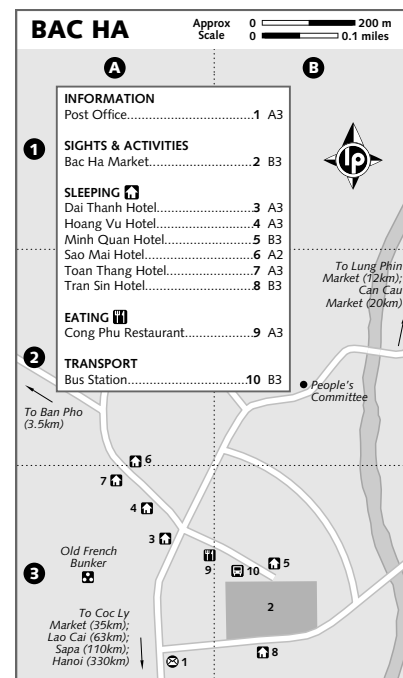 BAC HA
Approx Scale
0 200 m
0 0.1 miles
A
B
1
INFORMATION
Post Office.............................1 A3
SIGHTS & ACTIVITIES
Bac Ha Market......................2 B3
SLEEPING
Dai Thanh Hotel....................3 A3
Hoang Vu Hotel....................4 A3
Minh Quan Hotel..................5 B3
Sao Mai Hotel.......................6 A2
Toan Thang Hotel.................7 A3
Tran Sin Hotel.......................8 B3
EATING
Cong Phu Restaurant............9 A3
TRANSPORT
Bus Station..........................10 B3
lp
To Lung Phin
Market (12km);
Can Cau
Market (20km)
2
People's
Committee
To Ban Pho
(3.5km)
6
7
4
3
Old French
Bunker
9
10
5
3
2
To Coc Ly
Market (35km);
Lao Cai (63km);
Sapa (110km);
Hanoi (330km)
1
8